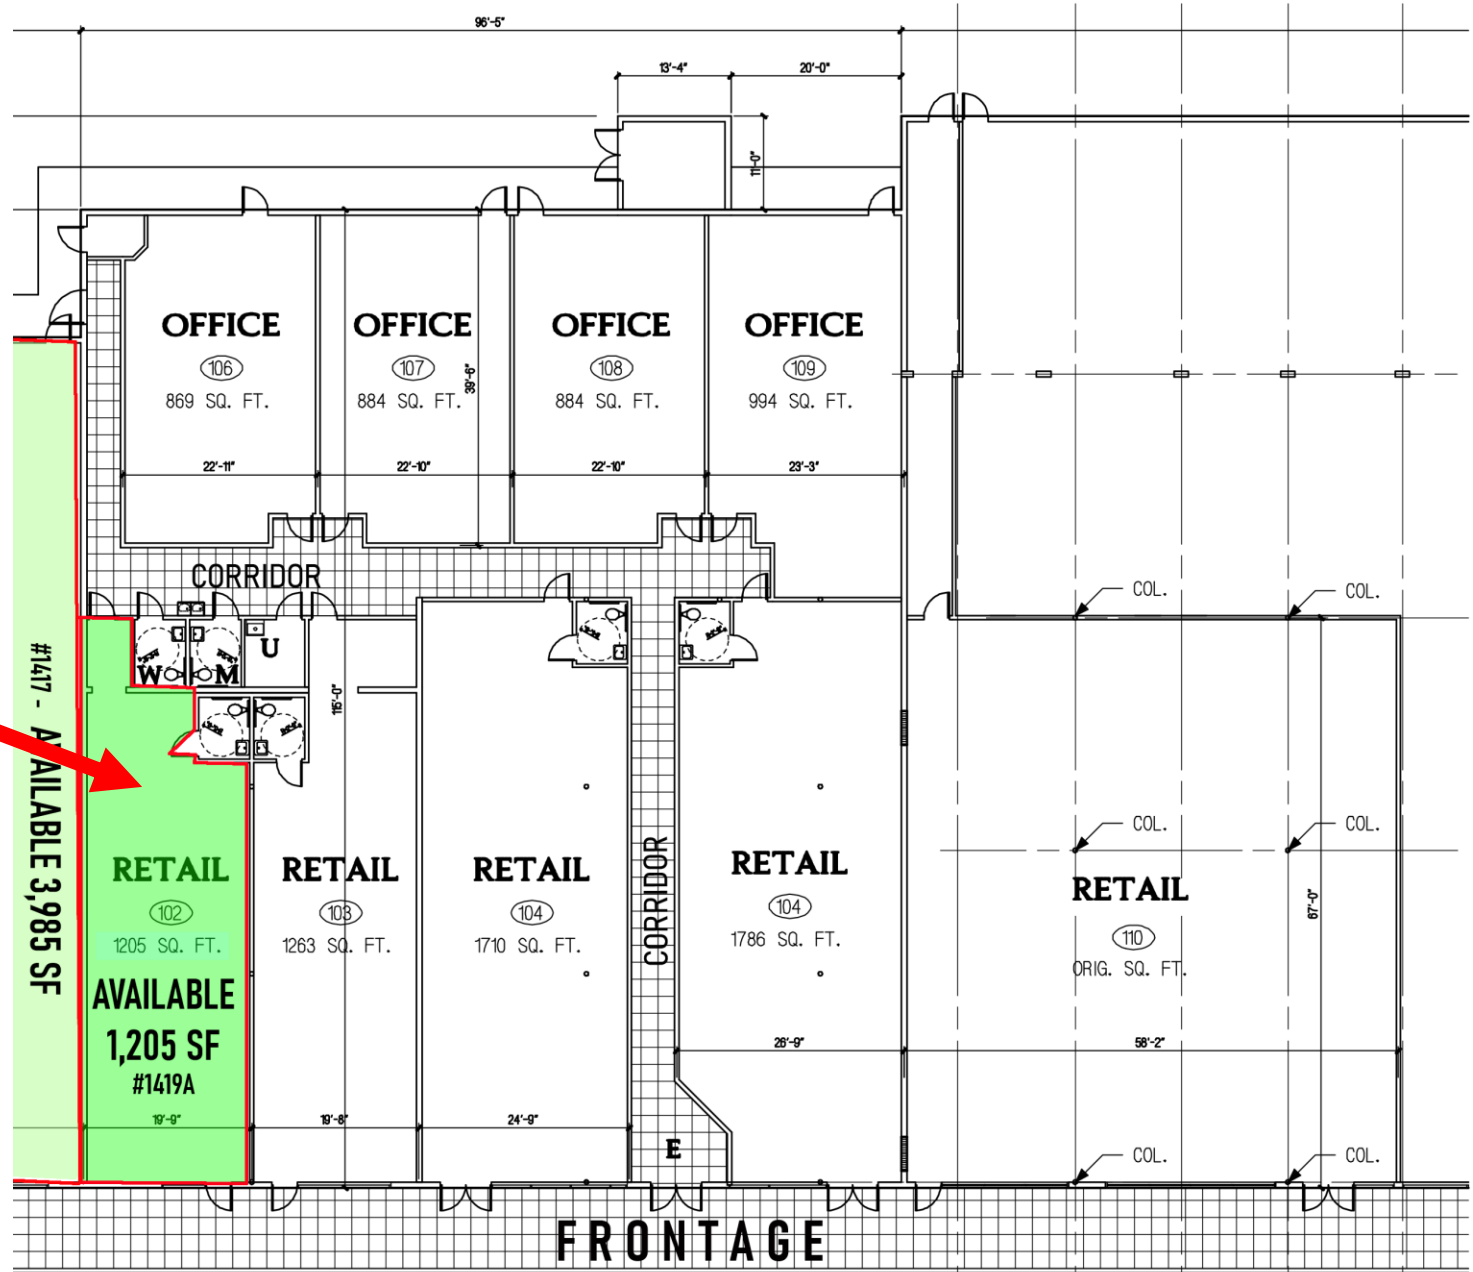 96'-5"
13'-4"
20'-0"
11'-0"
OFFICE
106
869 SQ. FT.
OFFICE
107
884 SQ. FT.
39'-6"
OFFICE
108
884 SQ. FT.
OFFICE
109
994 SQ. FT.
22'-11"
22'-10"
22'-10"
23'-3"
CORRIDOR
COL.
COL.
W
M
U
#1417 - AVAILABLE 3,985 SF
115'-0"
COL.
COL.
RETAIL
102
1205 SQ. FT.
AVAILABLE
1,205 SF
#1419A
19'-9"
RETAIL
103
1263 SQ. FT.
19'-8"
RETAIL
104
1710 SQ. FT.
24'-9"
CORRIDOR
E
RETAIL
104
1786 SQ. FT.
26'-9"
RETAIL
110
ORIG. SQ. FT.
67'-0"
58'-2"
COL.
COL.
FRONTAGE